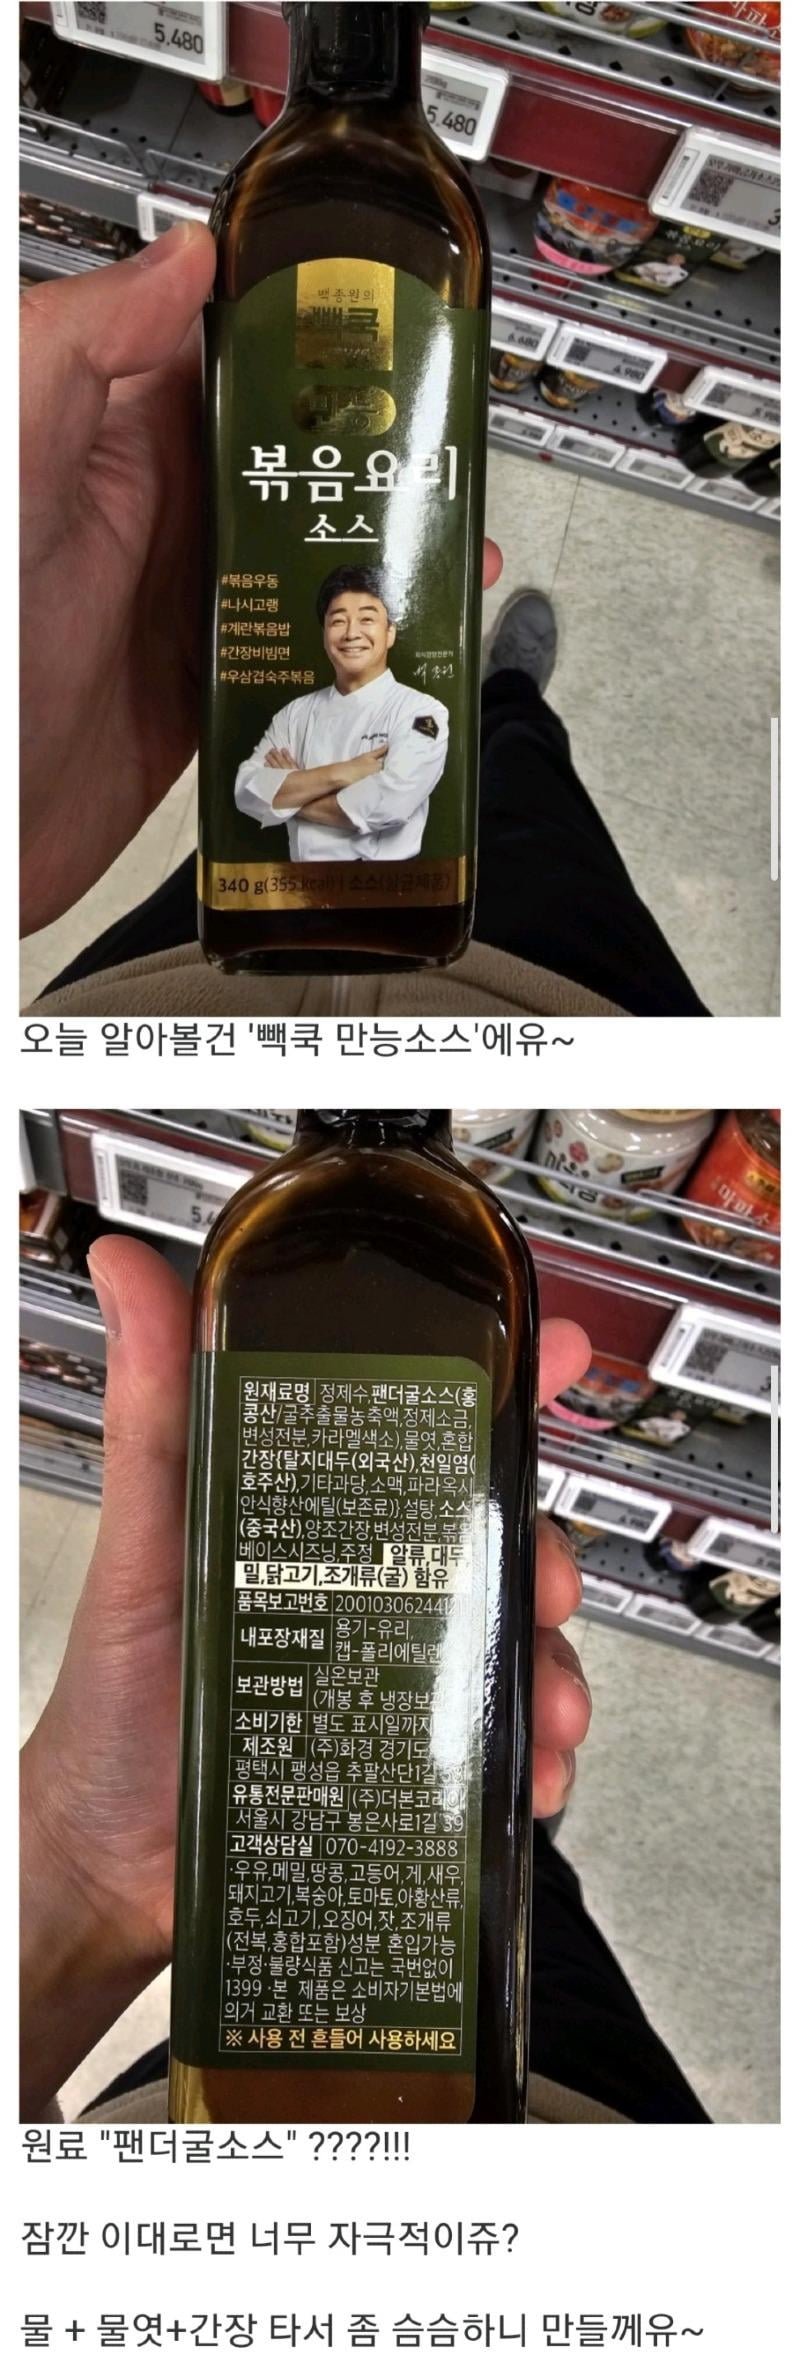 5.480
5.480
백종원의
빽쿡
만능
볶음요리
소스
#볶음우동
#나시고랭
#계란볶음밥
#간장비빔면
#우삼겹숙주볶음
백종원
340 g(355 kcal) 소스(살균제품)
6.680
4.980
오늘 알아볼건 '빽쿡 만능소스'에유~
원재료명 정제수,팬더굴소스(홍
콩산/굴추출물농축액,정제소금,
변성전분,카라멜색소),물엿,혼합
간장{탈지대두(외국산),천일염(
호주산),기타과당,소맥,파라옥시
안식향산에틸(보존료)},설탕,소스
(중국산),양조간장,변성전분,볶음
베이스시즈닝,주정 알류,대두,
밀,닭고기,조개류(굴) 함유
품목보고번호 200103062441
내포장재질 용기-유리,
캡-폴리에틸렌
보관방법 실온보관
(개봉 후 냉장보관
소비기한 별도 표시일까지
제조원 (주)화경 경기도
평택시 팽성읍 추팔산단1길
유통전문판매원 (주)더본코리아
서울시 강남구 봉은사로1길 39
고객상담실 070-4192-3888
·우유,메밀,땅콩,고등어,게,새우,
돼지고기,복숭아,토마토,아황산류,
호두,쇠고기,오징어,잣,조개류
(전복,홍합포함)성분 혼입가능
·부정·불량식품 신고는 국번없이
1399 ·본 제품은 소비자기본법에
의거 교환 또는 보상
※ 사용 전 흔들어 사용하세요
원료 "팬더굴소스" ????!!!
잠깐 이대로면 너무 자극적이쥬?
물 + 물엿+간장 타서 좀 슴슴하니 만들께유~